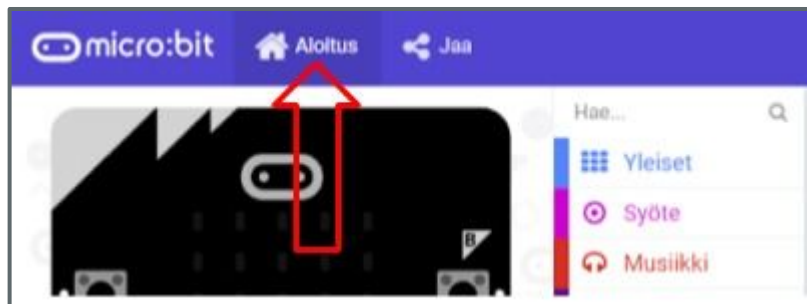 micro:bit Aloitus Jaa
Hae...
Yleiset
Syöte
Musiikki
B